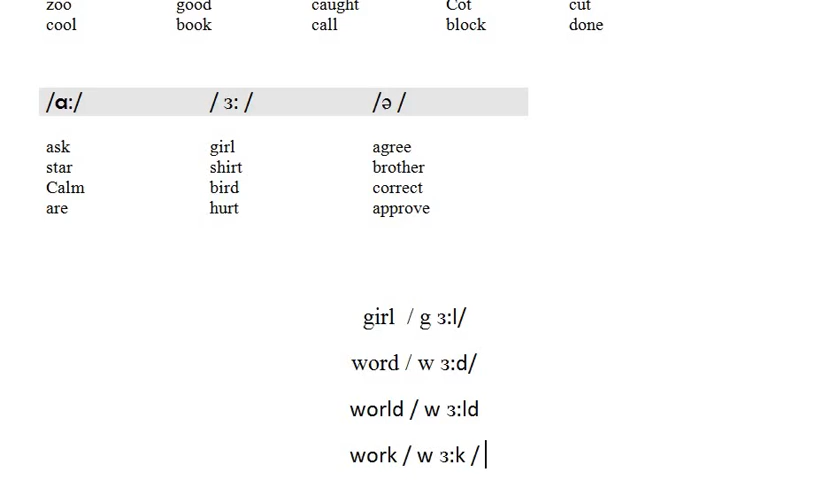 zoo good caught Cot cut
cool book call block done
/ɑ:/ / ɜ: / /ə /
ask girl agree
star shirt brother
Calm bird correct
are hurt approve
girl / g ɜ:l/
word / w ɜ:d/
world / w ɜ:ld
work / w ɜ:k /